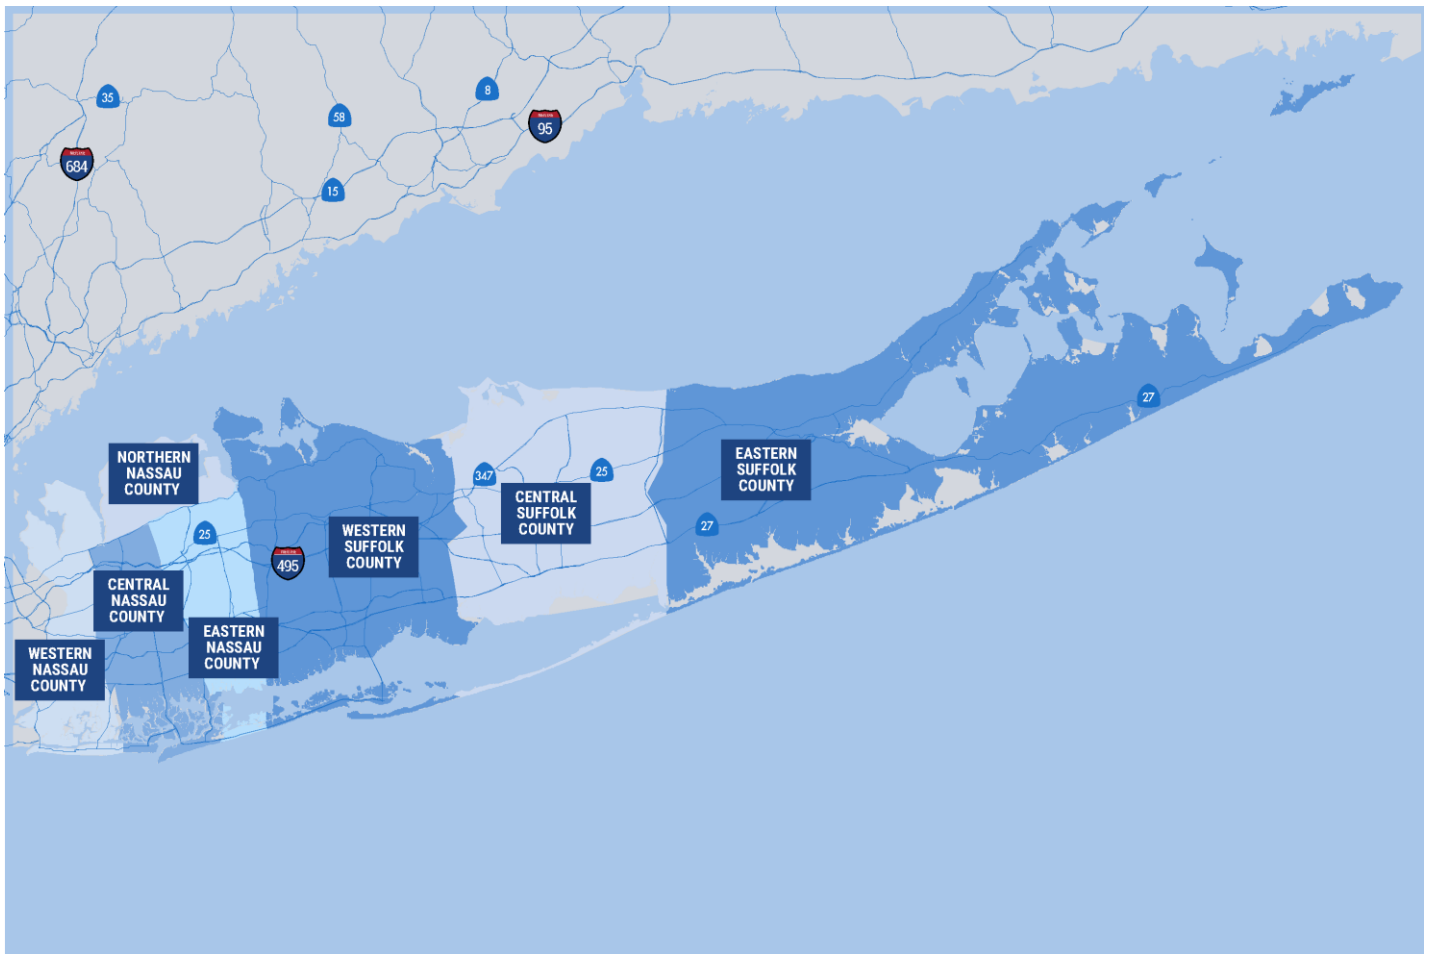 35
8
58
95
684
15
27
NORTHERN
NASSAU
COUNTY
EASTERN
SUFFOLK
COUNTY
347
25
CENTRAL
SUFFOLK
COUNTY
WESTERN
SUFFOLK
COUNTY
27
25
495
CENTRAL
NASSAU
COUNTY
EASTERN
NASSAU
COUNTY
WESTERN
NASSAU
COUNTY